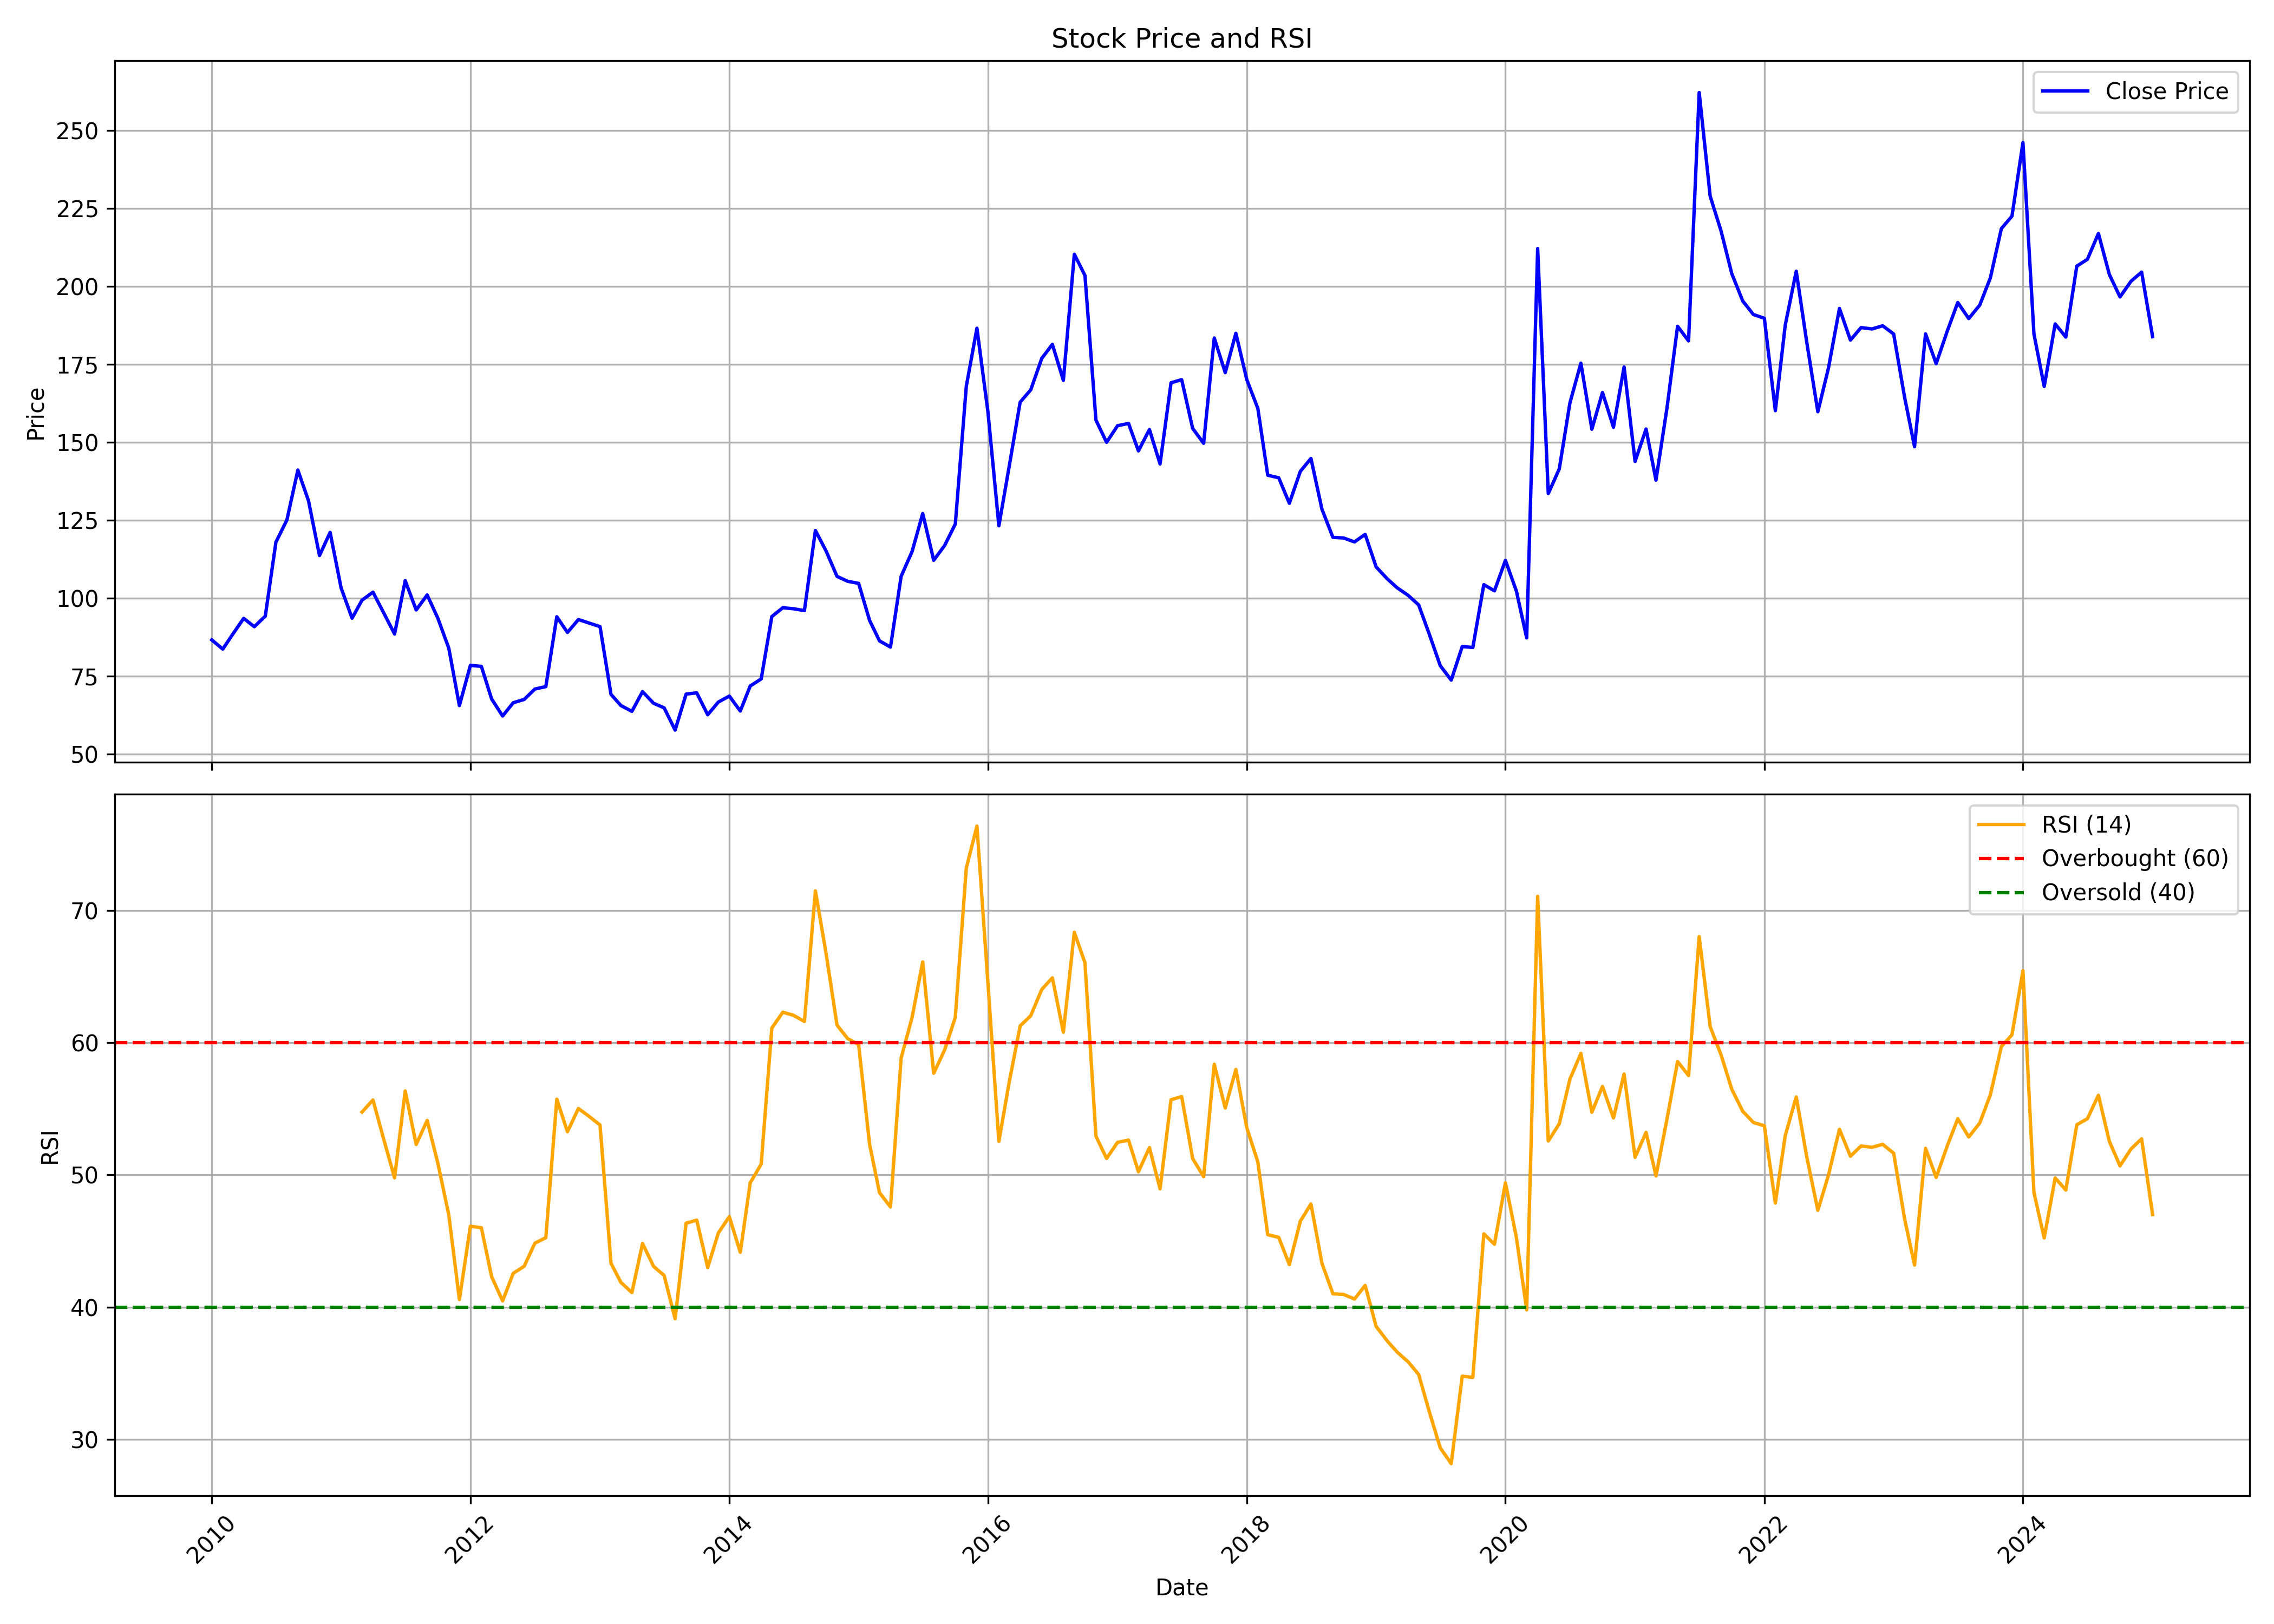 Stock Price and RSI
Close Price
250
225
200
175
150
125
100
75
50
Price
RSI (14)
Overbought (60)
Oversold (40)
70
60
50
40
30
RSI
2010
2012
2014
2016
2018
2020
2022
2024
Date